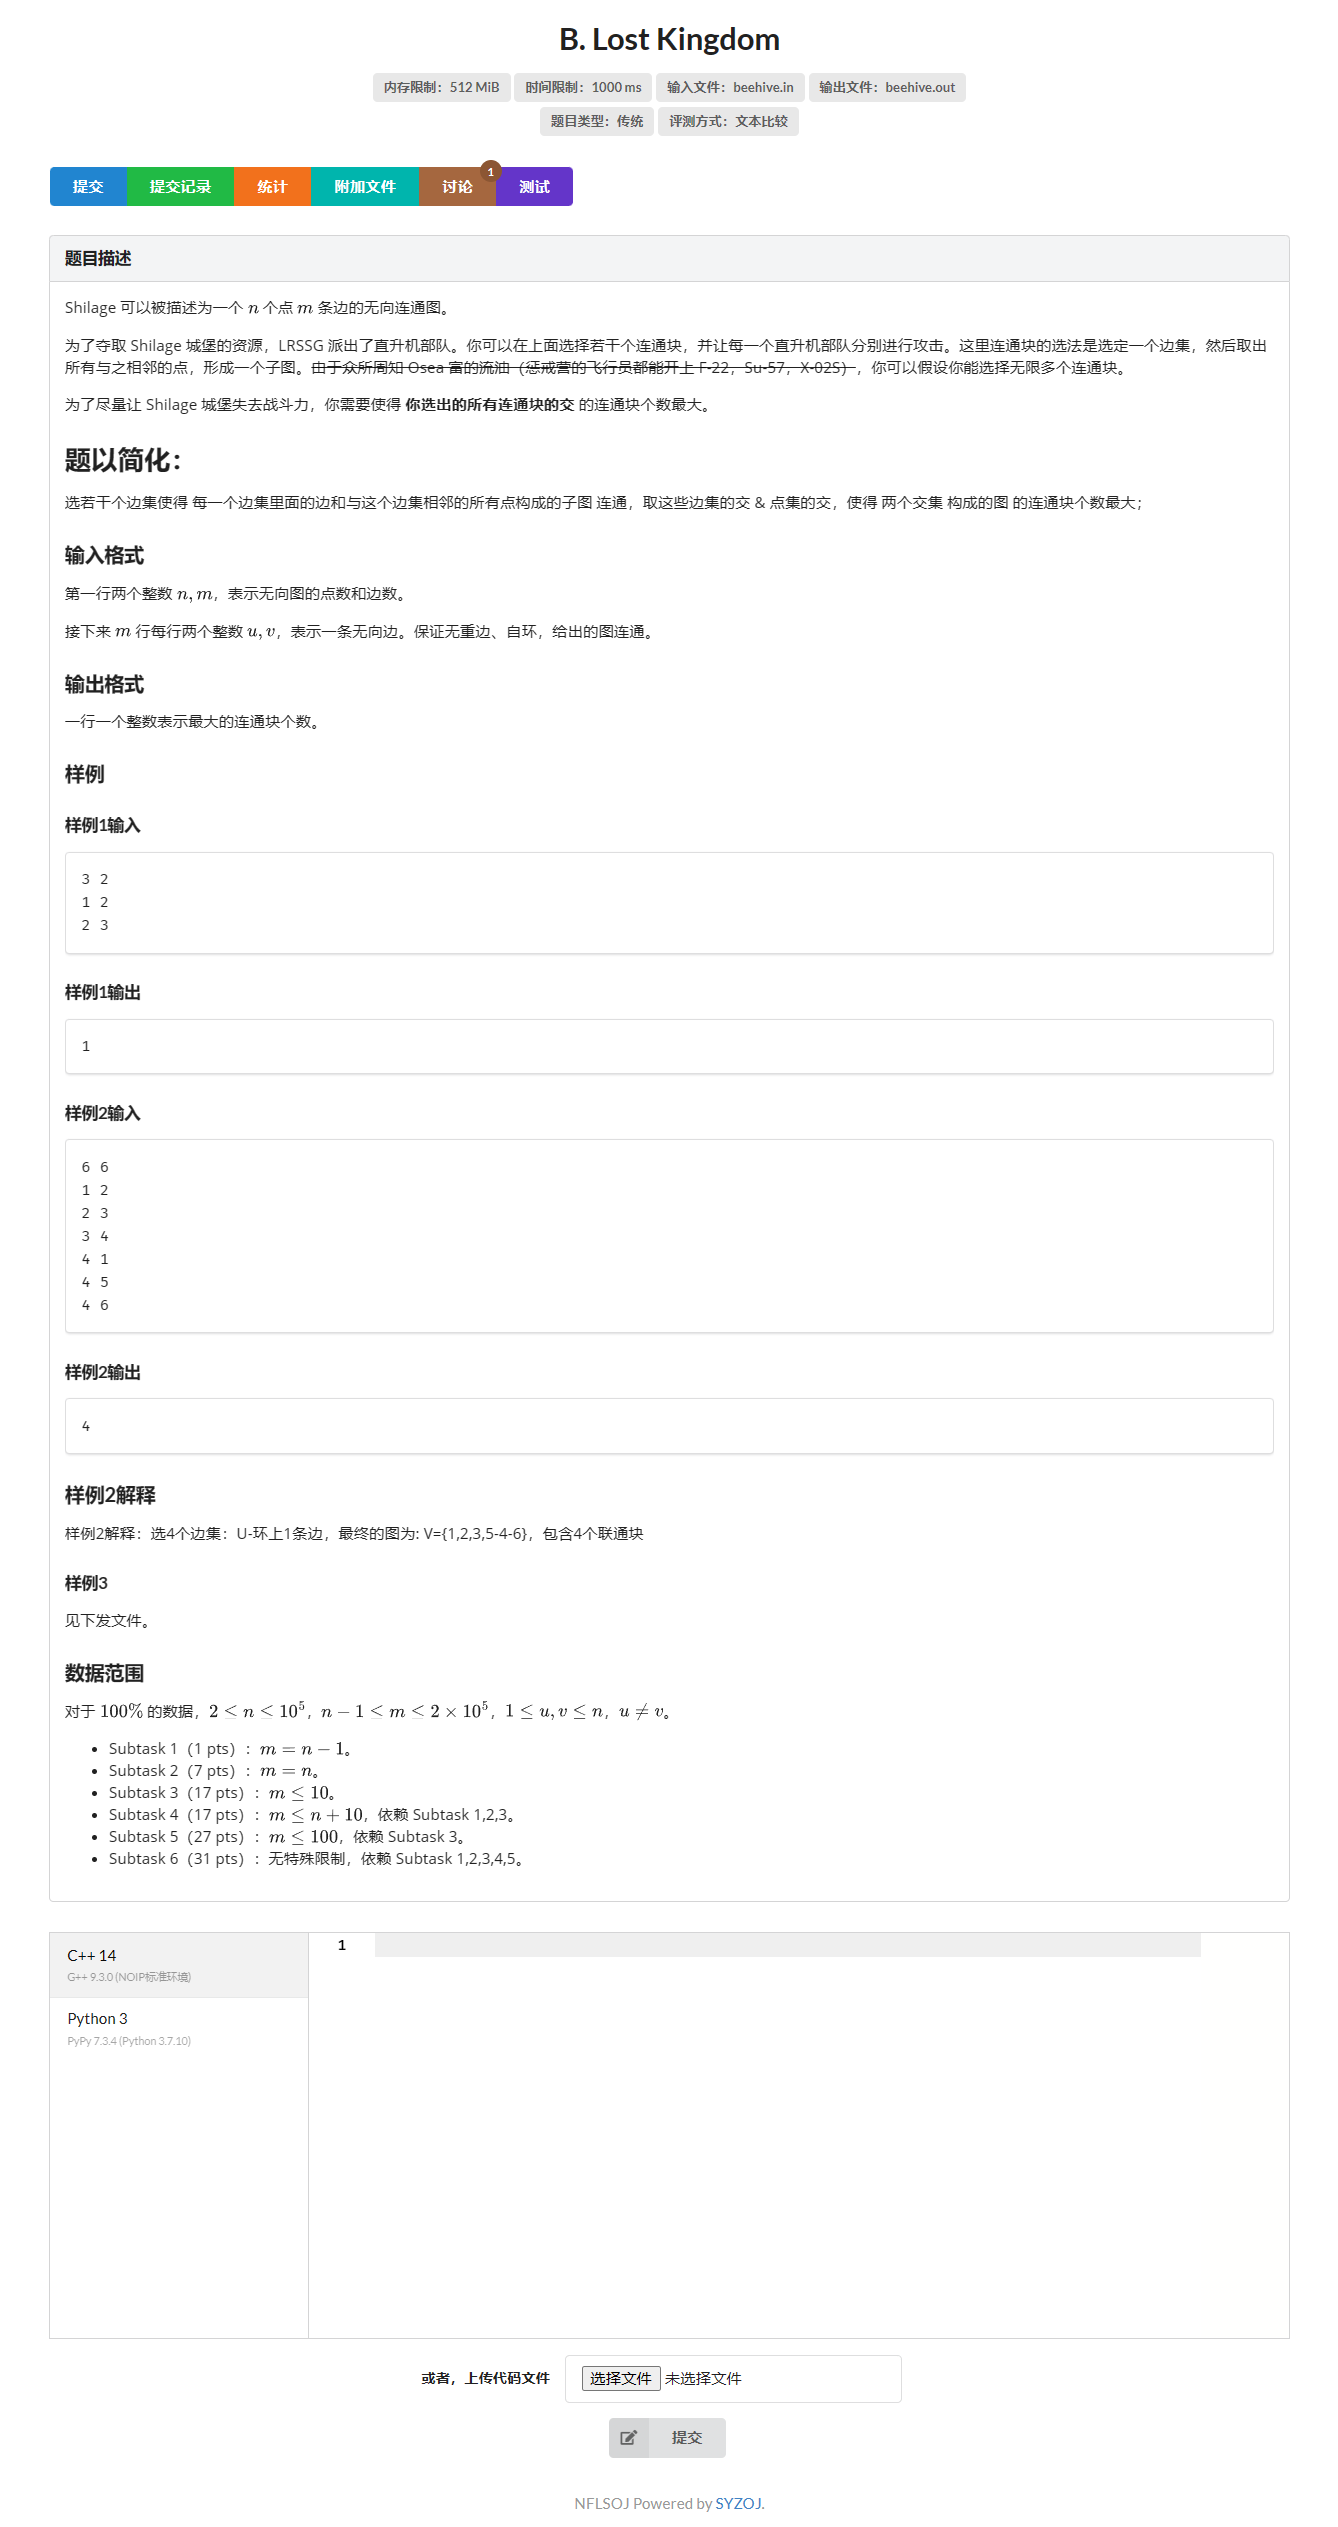 B. Lost Kingdom
内存限制：512 MiB 时间限制：1000 ms 输入文件：beehive.in 输出文件：beehive.out
题目类型：传统 评测方式：文本比较
提交 提交记录 统计 附加文件 讨论 1 测试
题目描述
Shilage 可以被描述为一个 n 个点 m 条边的无向连通图。
为了夺取 Shilage 城堡的资源，LRSSG 派出了直升机部队。你可以在上面选择若干个连通块，并让每一个直升机部队分别进行攻击。这里连通块的选法是选定一个边集，然后取出
所有与之相邻的点，形成一个子图。由于众所周知 Osea 富的流油（惩戒营的飞行员都能开上 F-22，Su-57，X-02S），你可以假设你能选择无限多个连通块。
为了尽量让 Shilage 城堡失去战斗力，你需要使得 你选出的所有连通块的交 的连通块个数最大。
题以简化：
选若干个边集使得 每一个边集里面的边和与这个边集相邻的所有点构成的子图 连通，取这些边集的交 & 点集的交，使得 两个交集 构成的图 的连通块个数最大；
输入格式
第一行两个整数 n, m，表示无向图的点数和边数。
接下来 m 行每行两个整数 u, v，表示一条无向边。保证无重边、自环，给出的图连通。
输出格式
一行一个整数表示最大的连通块个数。
样例
样例1输入
3 2
1 2
2 3
样例1输出
1
样例2输入
6 6
1 2
2 3
3 4
4 1
4 5
4 6
样例2输出
4
样例2解释
样例2解释：选4个边集：U-环上1条边，最终的图为: V={1,2,3,5-4-6}，包含4个联通块
样例3
见下发文件。
数据范围
对于 100% 的数据，2 ≤ n ≤ 10^5，n − 1 ≤ m ≤ 2 × 10^5，1 ≤ u, v ≤ n，u ≠ v。
• Subtask 1（1 pts）：m = n − 1。
• Subtask 2（7 pts）：m = n。
• Subtask 3（17 pts）：m ≤ 10。
• Subtask 4（17 pts）：m ≤ n + 10，依赖 Subtask 1,2,3。
• Subtask 5（27 pts）：m ≤ 100，依赖 Subtask 3。
• Subtask 6（31 pts）：无特殊限制，依赖 Subtask 1,2,3,4,5。
C++ 14
G++ 9.3.0 (NOIP标准环境)
1
Python 3
PyPy 7.3.4 (Python 3.7.10)
或者，上传代码文件 选择文件 未选择文件
提交
NFLSOJ Powered by SYZOJ.